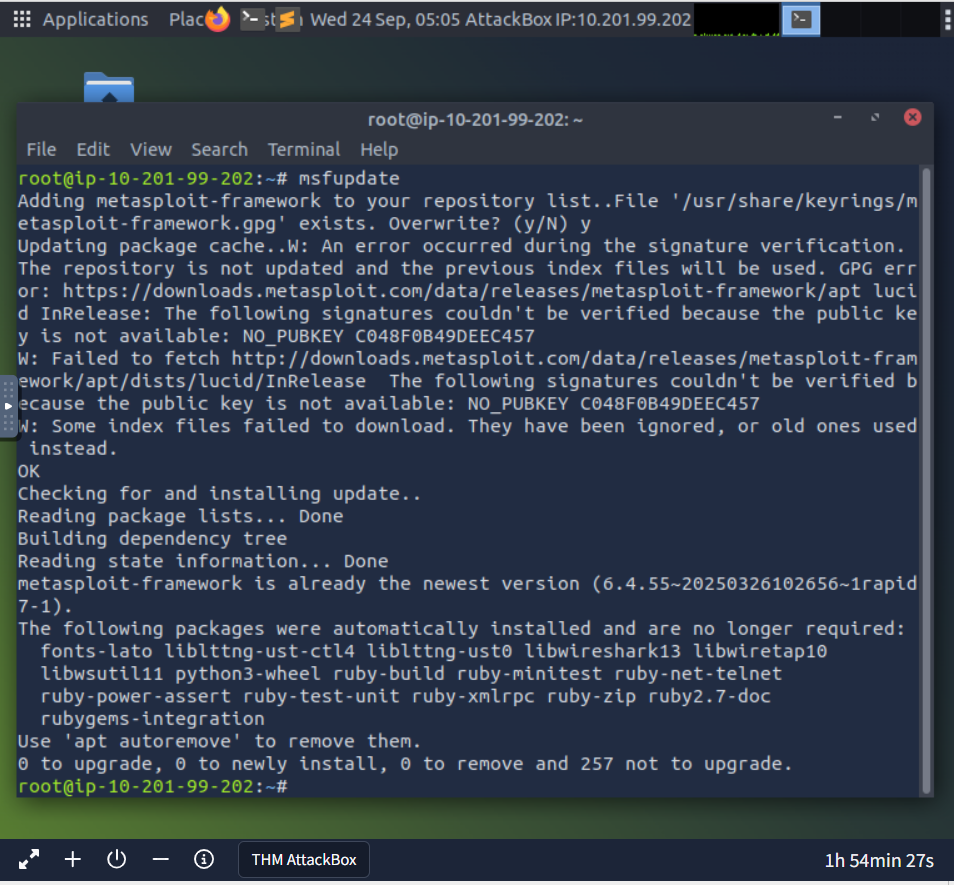 Applications Plac st Wed 24 Sep, 05:05 AttackBox IP:10.201.99.202
root@ip-10-201-99-202: ~
File Edit View Search Terminal Help
root@ip-10-201-99-202:~# msfupdate
Adding metasploit-framework to your repository list..File '/usr/share/keyrings/m
etasploit-framework.gpg' exists. Overwrite? (y/N) y
Updating package cache..W: An error occurred during the signature verification.
The repository is not updated and the previous index files will be used. GPG err
or: https://downloads.metasploit.com/data/releases/metasploit-framework/apt luci
d InRelease: The following signatures couldn't be verified because the public ke
y is not available: NO_PUBKEY C048F0B49DEEC457
W: Failed to fetch http://downloads.metasploit.com/data/releases/metasploit-fram
ework/apt/dists/lucid/InRelease  The following signatures couldn't be verified b
ecause the public key is not available: NO_PUBKEY C048F0B49DEEC457
W: Some index files failed to download. They have been ignored, or old ones used
 instead.
OK
Checking for and installing update..
Reading package lists... Done
Building dependency tree
Reading state information... Done
metasploit-framework is already the newest version (6.4.55~20250326102656~1rapid
7-1).
The following packages were automatically installed and are no longer required:
  fonts-lato liblttng-ust-ctl4 liblttng-ust0 libwireshark13 libwiretap10
  libwsutil11 python3-wheel ruby-build ruby-minitest ruby-net-telnet
  ruby-power-assert ruby-test-unit ruby-xmlrpc ruby-zip ruby2.7-doc
  rubygems-integration
Use 'apt autoremove' to remove them.
0 to upgrade, 0 to newly install, 0 to remove and 257 not to upgrade.
root@ip-10-201-99-202:~#
THM AttackBox 1h 54min 27s